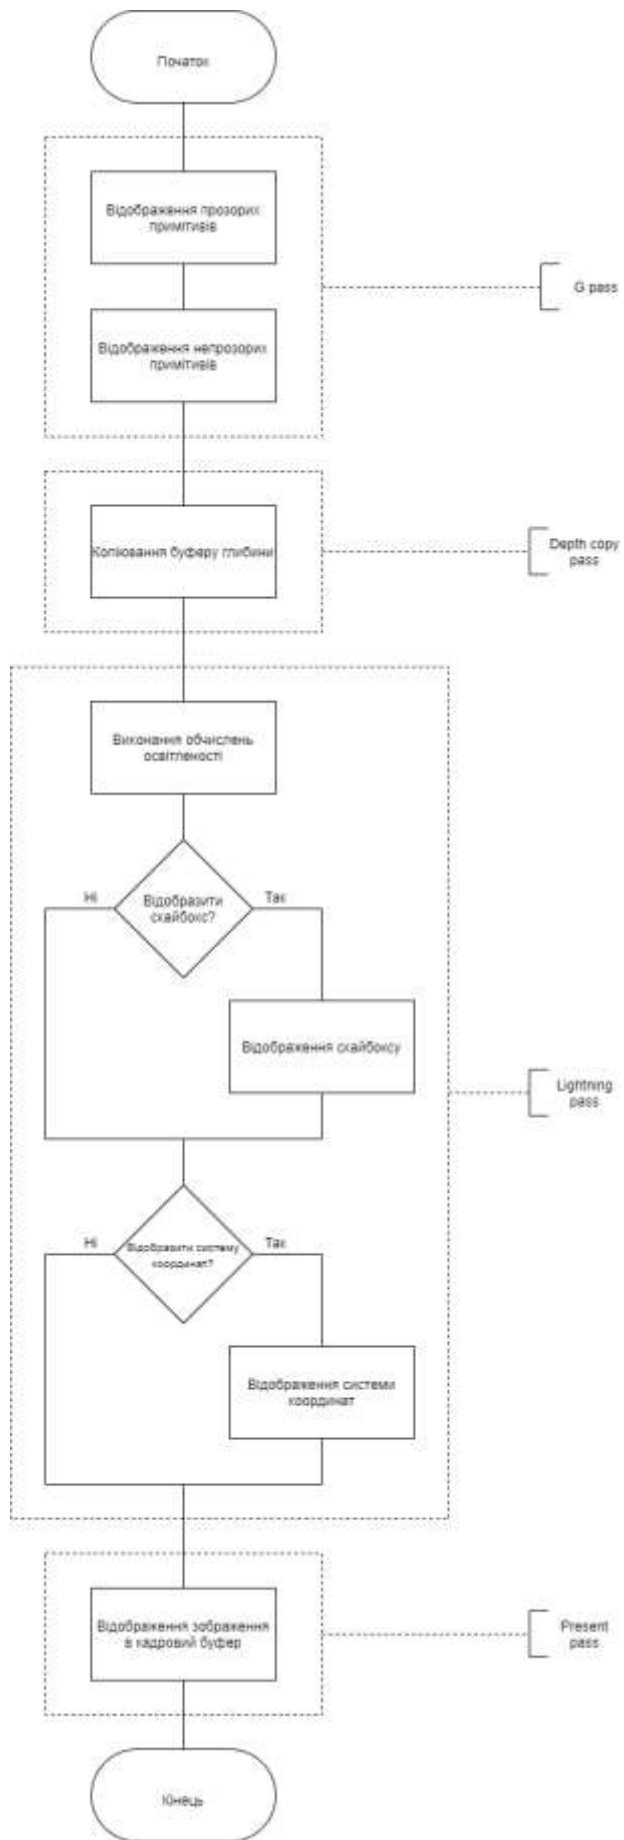 Початок
Відображення прозорих
примітивів
G pass
Відображення непрозорих
примітивів
Копіювання буферу глибини
Depth copy
pass
Виконання обчислень
освітленості
Ні
Відобразити
скайбокс?
Так
Відображення скайбоксу
Lightning
pass
Ні
Відобразити систему
координат?
Так
Відображення системи
координат
Відображення зображення
в кадровий буфер
Present
pass
Кінець